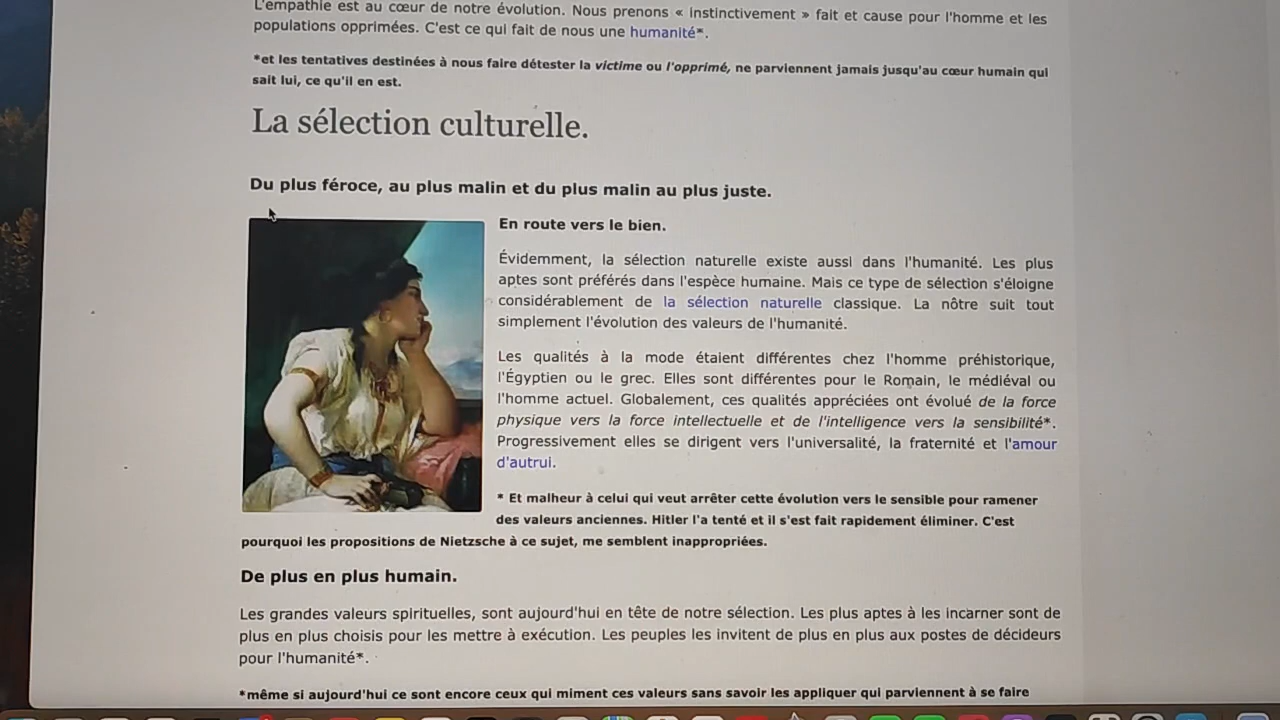 L'empathie est au cœur de notre évolution. Nous prenons « instinctivement » fait et cause pour l'homme et les
populations opprimées. C'est ce qui fait de nous une humanité*.
*et les tentatives destinées à nous faire détester la victime ou l'opprimé, ne parviennent jamais jusqu'au cœur humain qui
sait lui, ce qu'il en est.
La sélection culturelle.
Du plus féroce, au plus malin et du plus malin au plus juste.
En route vers le bien.
Évidemment, la sélection naturelle existe aussi dans l'humanité. Les plus
aptes sont préférés dans l'espèce humaine. Mais ce type de sélection s'éloigne
considérablement de la sélection naturelle classique. La nôtre suit tout
simplement l'évolution des valeurs de l'humanité.
Les qualités à la mode étaient différentes chez l'homme préhistorique,
l'Égyptien ou le grec. Elles sont différentes pour le Romain, le médiéval ou
l'homme actuel. Globalement, ces qualités appréciées ont évolué de la force
physique vers la force intellectuelle et de l'intelligence vers la sensibilité*.
Progressivement elles se dirigent vers l'universalité, la fraternité et l'amour
d'autrui.
* Et malheur à celui qui veut arrêter cette évolution vers le sensible pour ramener
des valeurs anciennes. Hitler l'a tenté et il s'est fait rapidement éliminer. C'est
pourquoi les propositions de Nietzsche à ce sujet, me semblent inappropriées.
De plus en plus humain.
Les grandes valeurs spirituelles, sont aujourd'hui en tête de notre sélection. Les plus aptes à les incarner sont de
plus en plus choisis pour les mettre à exécution. Les peuples les invitent de plus en plus aux postes de décideurs
pour l'humanité*.
*même si aujourd'hui ce sont encore ceux qui miment ces valeurs sans savoir les appliquer qui parviennent à se faire